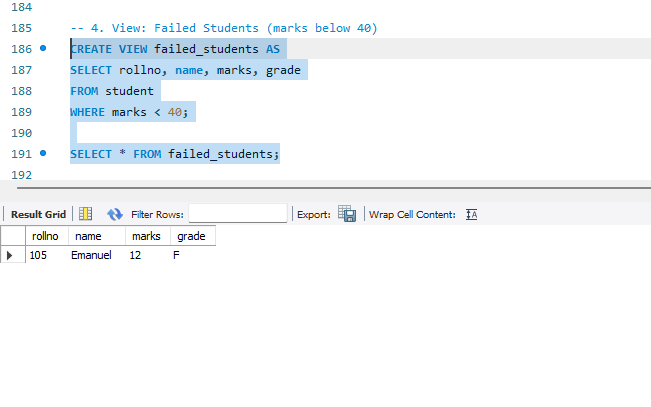 184
185 -- 4. View: Failed Students (marks below 40)
186 CREATE VIEW failed_students AS
187 SELECT rollno, name, marks, grade
188 FROM student
189 WHERE marks < 40;
190
191 SELECT * FROM failed_students;
192
Result Grid Filter Rows: Export: Wrap Cell Content:
rollno name marks grade
105 Emanuel 12 F